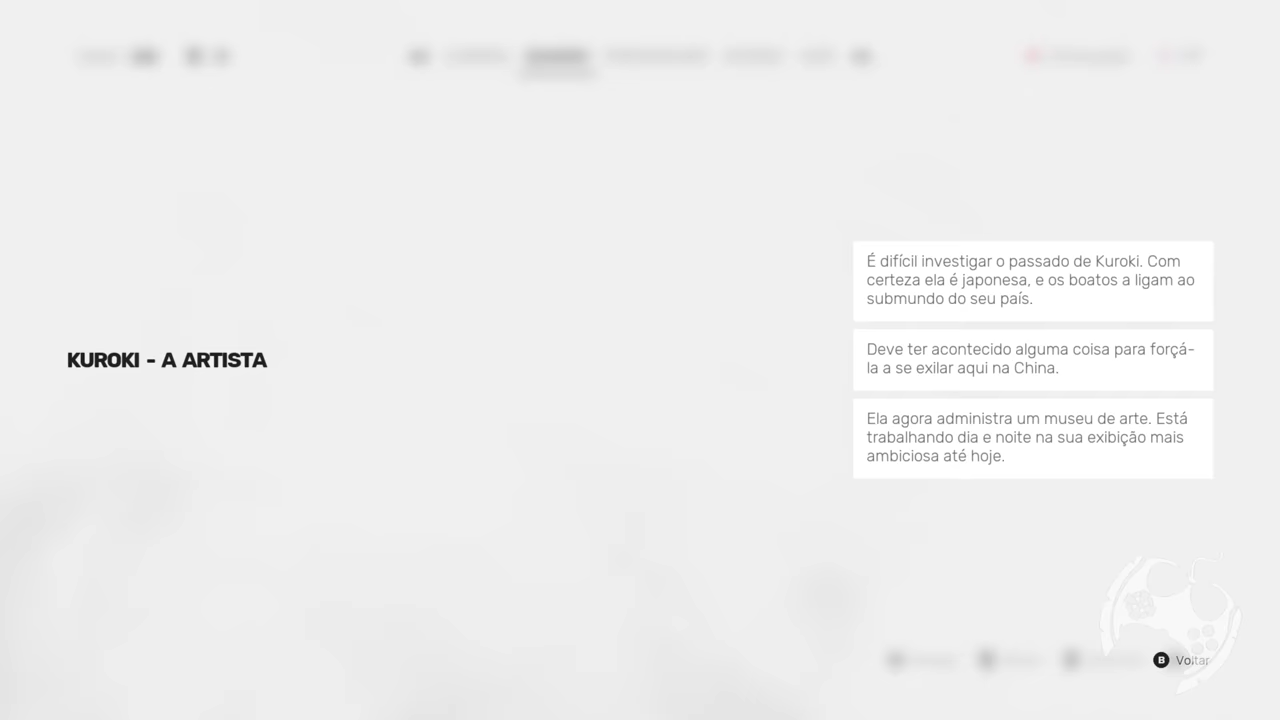 KUROKI - A ARTISTA
É difícil investigar o passado de Kuroki. Com
certeza ela é japonesa, e os boatos a ligam ao
submundo do seu país.
Deve ter acontecido alguma coisa para forçá-
la a se exilar aqui na China.
Ela agora administra um museu de arte. Está
trabalhando dia e noite na sua exibição mais
ambiciosa até hoje.
B Voltar